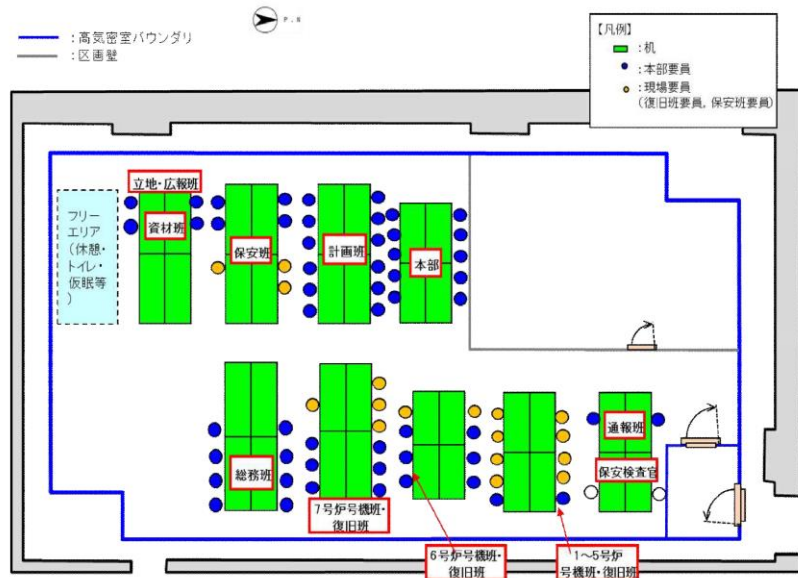 P.N
:高気密室バウンダリ
:区画壁
【凡例】
:机
:本部要員
:現場要員
(復旧班要員, 保安班要員)
立地・広報班
資材班
保安班
計画班
本部
フリー
エリア
(休憩・
トイレ・
仮眠等
)
総務班
7号炉号機班・
復旧班
6号炉号機班・
復旧班
1～5号炉
号機班・復旧班
通報班
保安検査官